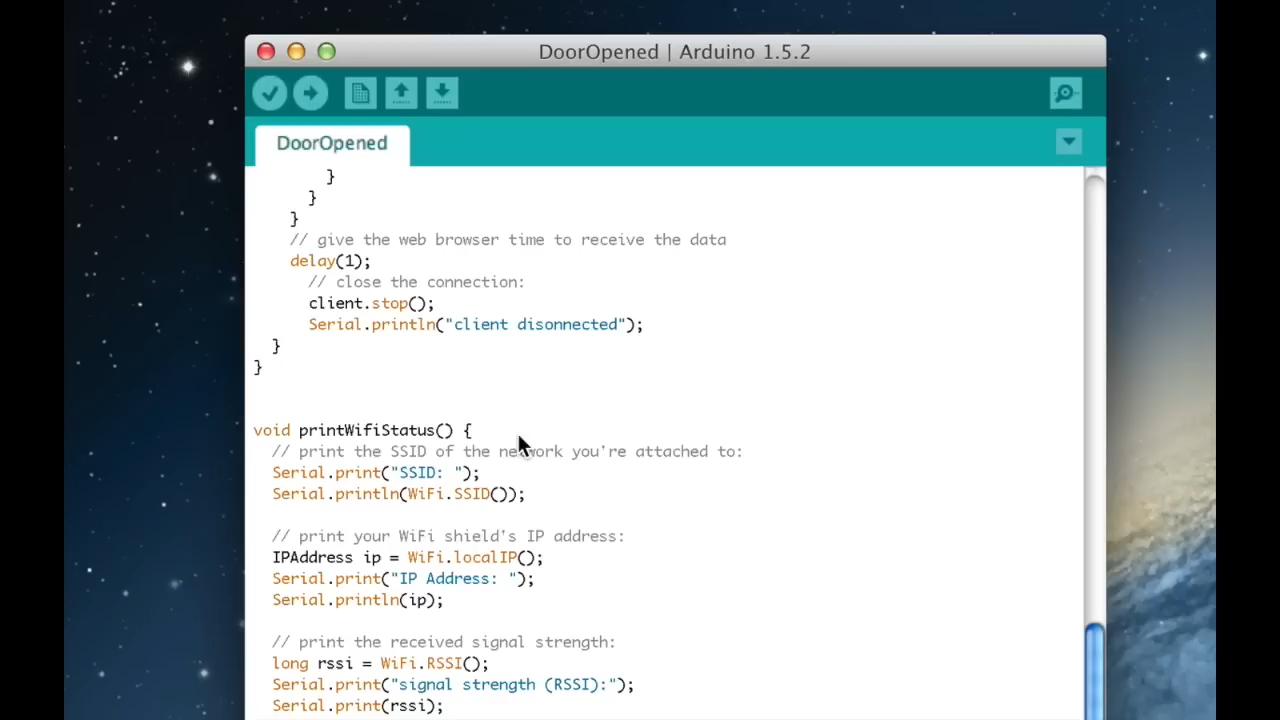 DoorOpened | Arduino 1.5.2
DoorOpened
}
}
}
// give the web browser time to receive the data
delay(1);
// close the connection:
client.stop();
Serial.println("client disonnected");
}
}
void printWifiStatus() {
// print the SSID of the network you're attached to:
Serial.print("SSID: ");
Serial.println(WiFi.SSID());
// print your WiFi shield's IP address:
IPAddress ip = WiFi.localIP();
Serial.print("IP Address: ");
Serial.println(ip);
// print the received signal strength:
long rssi = WiFi.RSSI();
Serial.print("signal strength (RSSI):");
Serial.print(rssi);